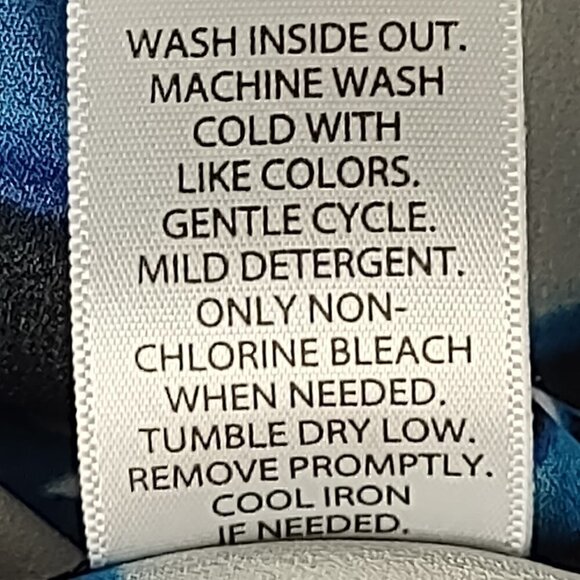 WASH INSIDE OUT.
MACHINE WASH
COLD WITH
LIKE COLORS.
GENTLE CYCLE.
MILD DETERGENT.
ONLY NON-
CHLORINE BLEACH
WHEN NEEDED.
TUMBLE DRY LOW.
REMOVE PROMPTLY.
COOL IRON
IF NEEDED.